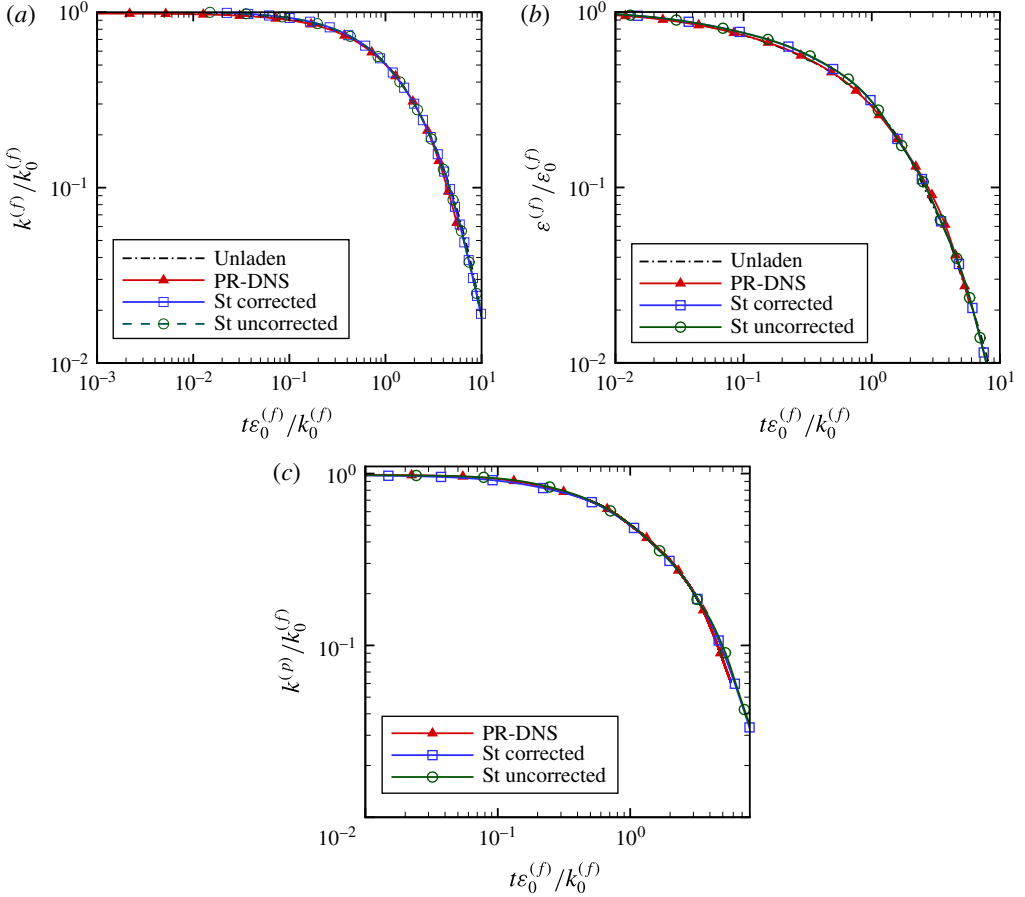 (a)
10^0
10^{-1}
10^{-2}
k^{(f)}/k_0^{(f)}
Unladen
PR-DNS
St corrected
St uncorrected
10^{-3} 10^{-2} 10^{-1} 10^0 10^1
tε_0^{(f)}/k_0^{(f)}
(b)
10^0
10^{-1}
10^{-2}
ε^{(f)}/ε_0^{(f)}
Unladen
PR-DNS
St corrected
St uncorrected
10^{-2} 10^{-1} 10^0 10^1
tε_0^{(f)}/k_0^{(f)}
(c)
10^0
10^{-1}
10^{-2}
k^{(p)}/k_0^{(f)}
PR-DNS
St corrected
St uncorrected
10^{-1} 10^0
tε_0^{(f)}/k_0^{(f)}